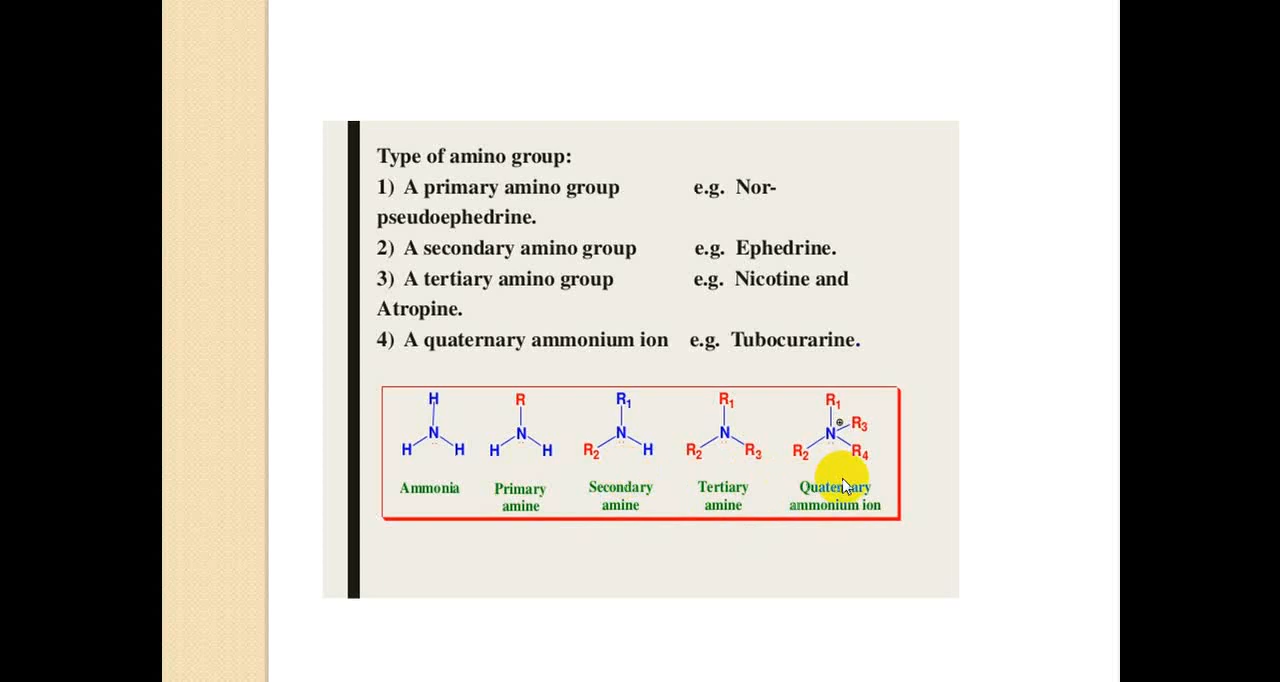 Type of amino group:
1) A primary amino group e.g. Nor-
pseudoephedrine.
2) A secondary amino group e.g. Ephedrine.
3) A tertiary amino group e.g. Nicotine and
Atropine.
4) A quaternary ammonium ion e.g. Tubocurarine.
H R R1 R1 R1
N N N N N ⊕ R3
H H H H R2 H R2 R3 R2 R4
Ammonia Primary Secondary Tertiary Quaternary
amine amine amine ammonium ion